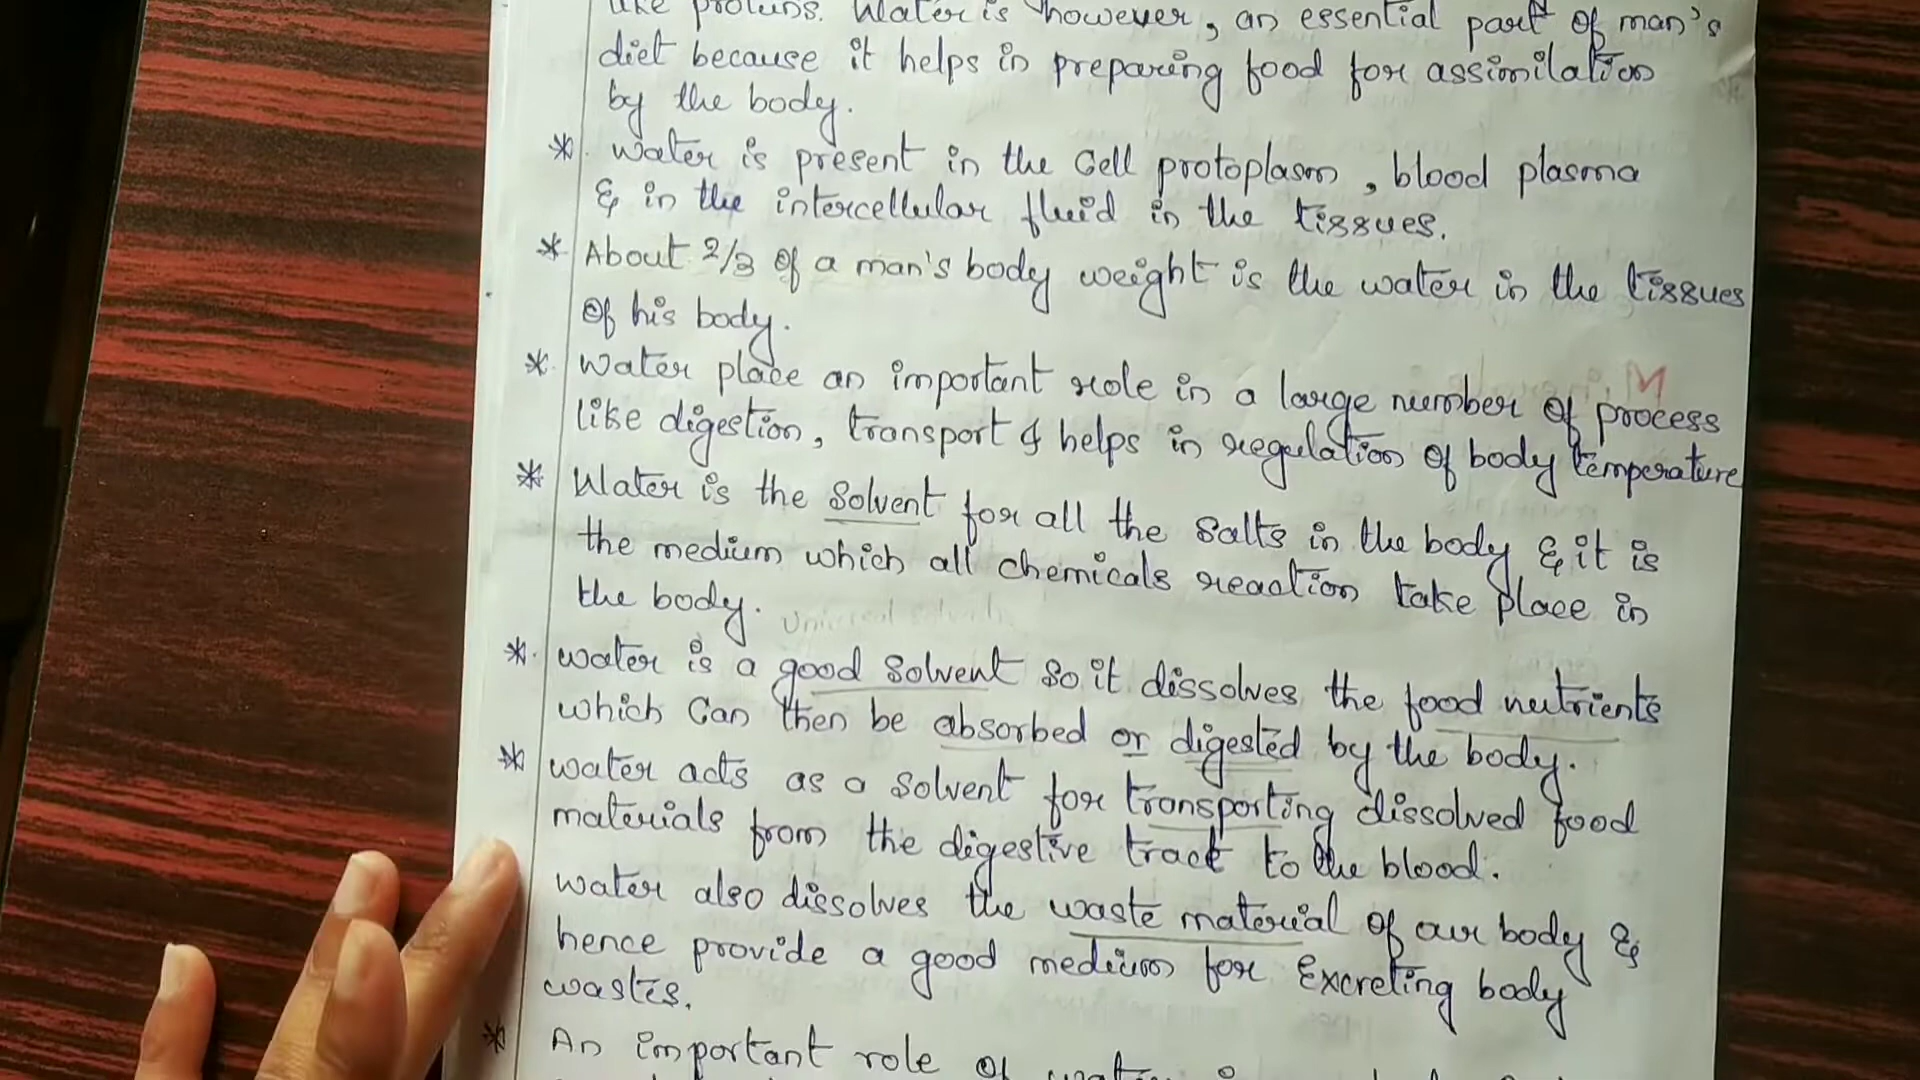 like proteins. Water is however, an essential part of man's
diet because it helps in preparing food for assimilation
by the body.
* water is present in the Cell protoplasm, blood plasma
& in the intercellular fluid in the tissues.
* About 2/3 of a man's body weight is the water in the tissues
of his body.
* Water place an important role in a large number of process
like digestion, transport & helps in regulation of body temperature
* Water is the solvent for all the salts in the body & it is
the medium which all chemicals reaction take place in
the body. Universal solvent
* water is a good solvent so it dissolves the food nutrients
which can then be absorbed or digested by the body.
* water acts as a solvent for transporting dissolved food
materials from the digestive tract to the blood.
water also dissolves the waste material of our body &
hence provide a good medium for Excreting body
wastes.
* An important role of water